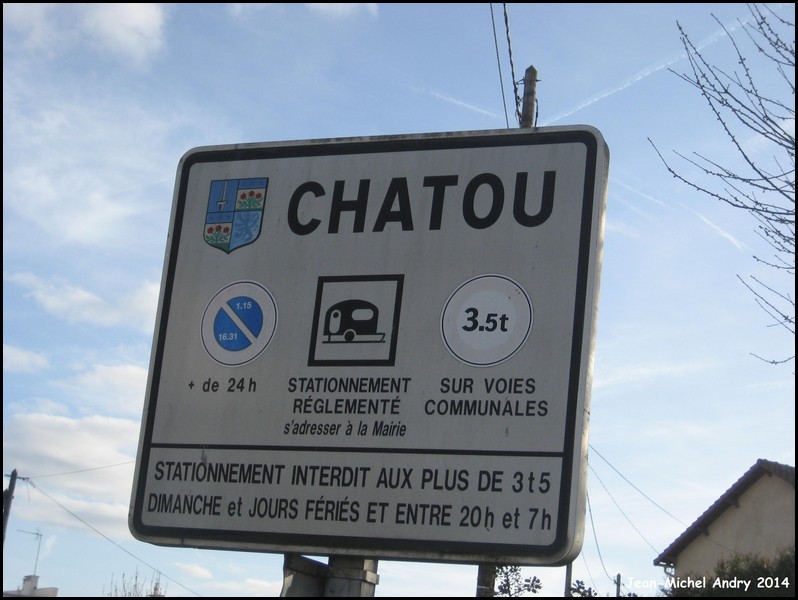 CHATOU
1.15
16.31
3.5t
+ de 24h
STATIONNEMENT
RÉGLEMENTÉ
s'adresser à la Mairie
SUR VOIES
COMMUNALES
STATIONNEMENT INTERDIT AUX PLUS DE 3t5
DIMANCHE et JOURS FÉRIÉS ET ENTRE 20h et 7h
Jean-Michel Andry 2014